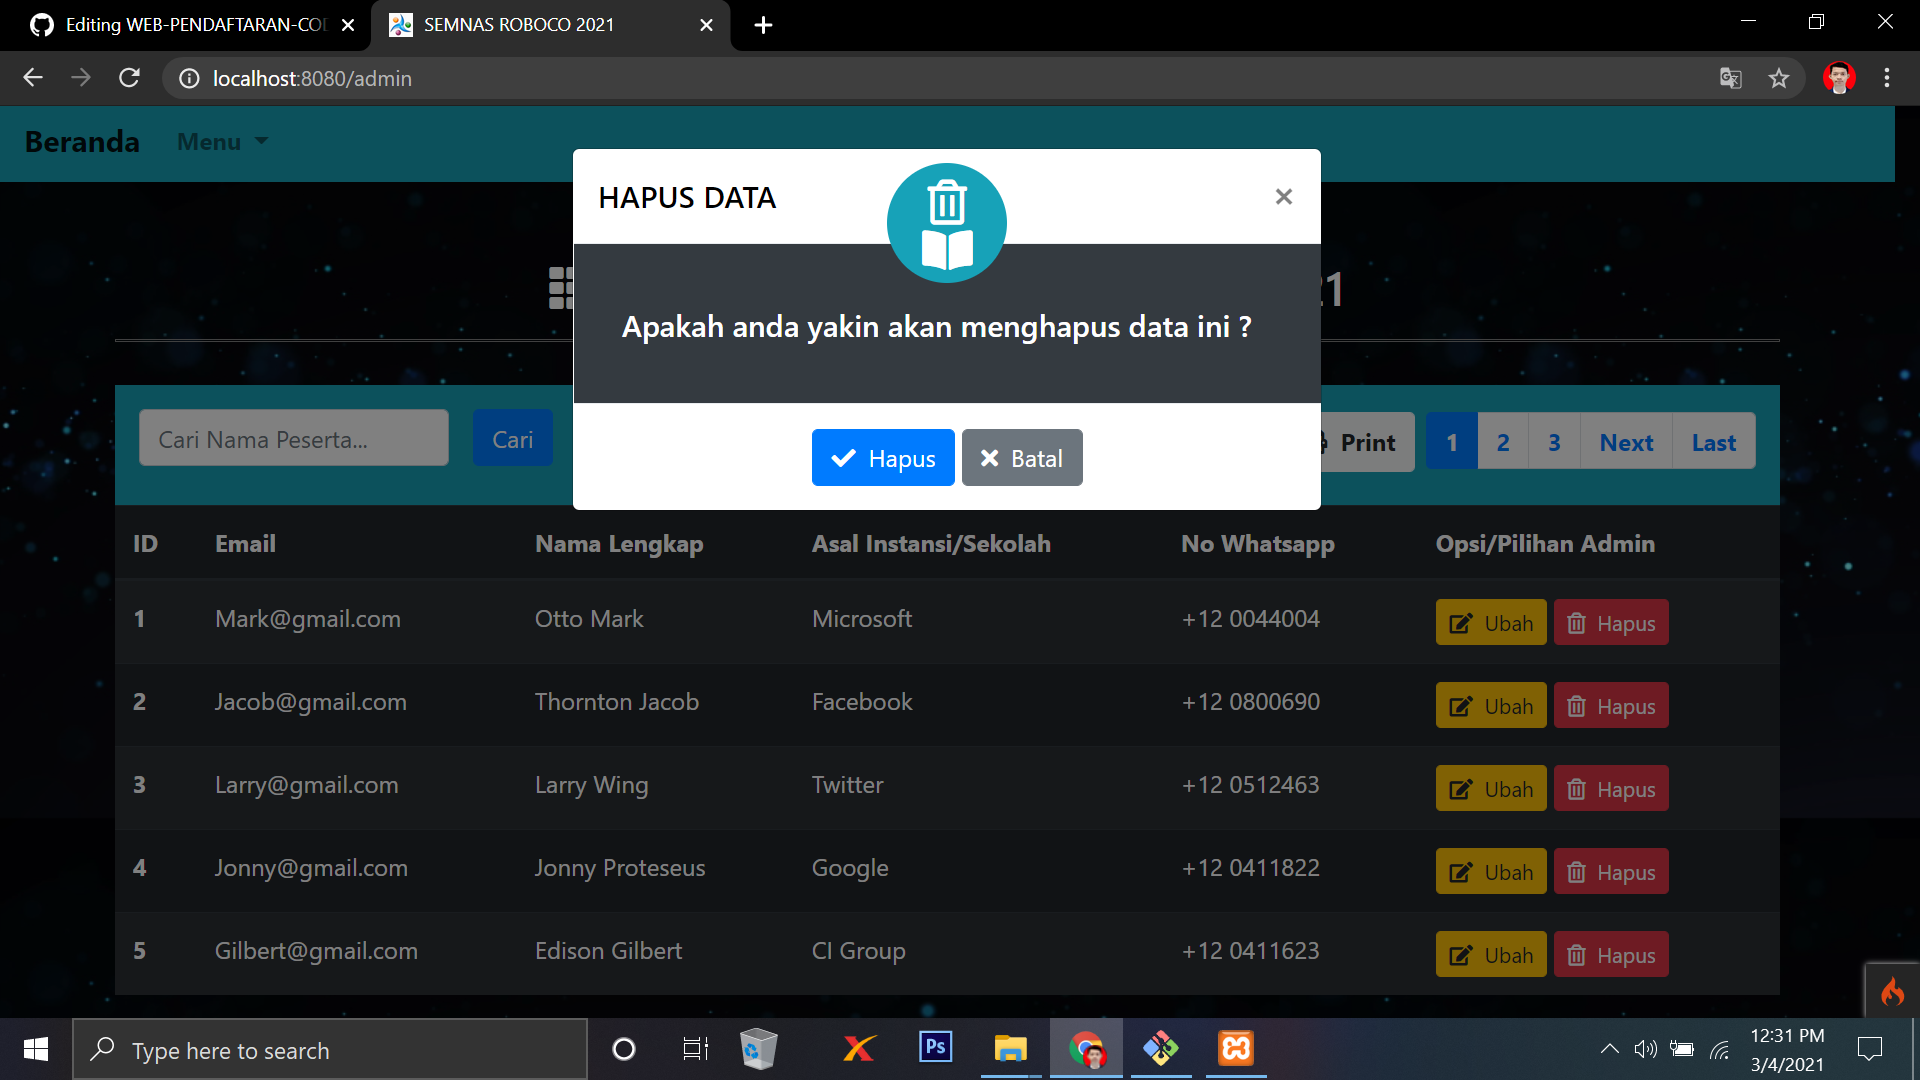 Editing WEB-PENDAFTARAN-COD
SEMNAS ROBOCO 2021
localhost:8080/admin
Beranda
Menu
HAPUS DATA
21
Apakah anda yakin akan menghapus data ini ?
Cari Nama Peserta...
Cari
Print
1
2
3
Next
Last
Hapus
Batal
ID Email Nama Lengkap Asal Instansi/Sekolah No Whatsapp Opsi/Pilihan Admin
1 Mark@gmail.com Otto Mark Microsoft +12 0044004 Ubah Hapus
2 Jacob@gmail.com Thornton Jacob Facebook +12 0800690 Ubah Hapus
3 Larry@gmail.com Larry Wing Twitter +12 0512463 Ubah Hapus
4 Jonny@gmail.com Jonny Proteseus Google +12 0411822 Ubah Hapus
5 Gilbert@gmail.com Edison Gilbert CI Group +12 0411623 Ubah Hapus
Type here to search
Ps
12:31 PM
3/4/2021